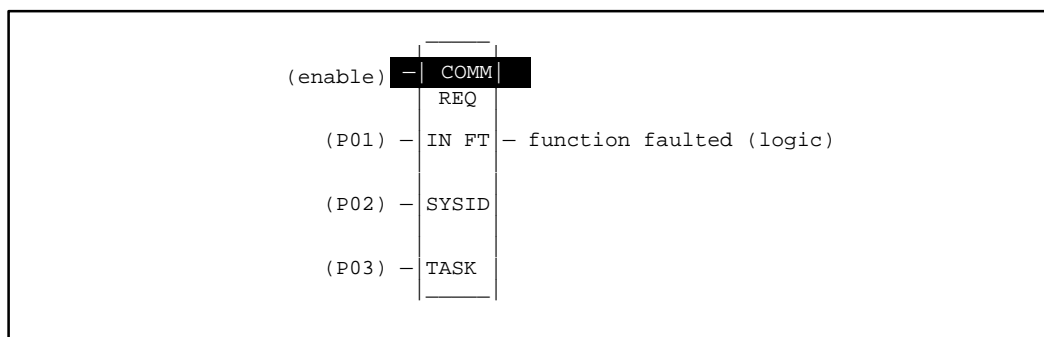 (enable) COMM
REQ
(P01) IN FT function faulted (logic)
(P02) SYSID
(P03) TASK